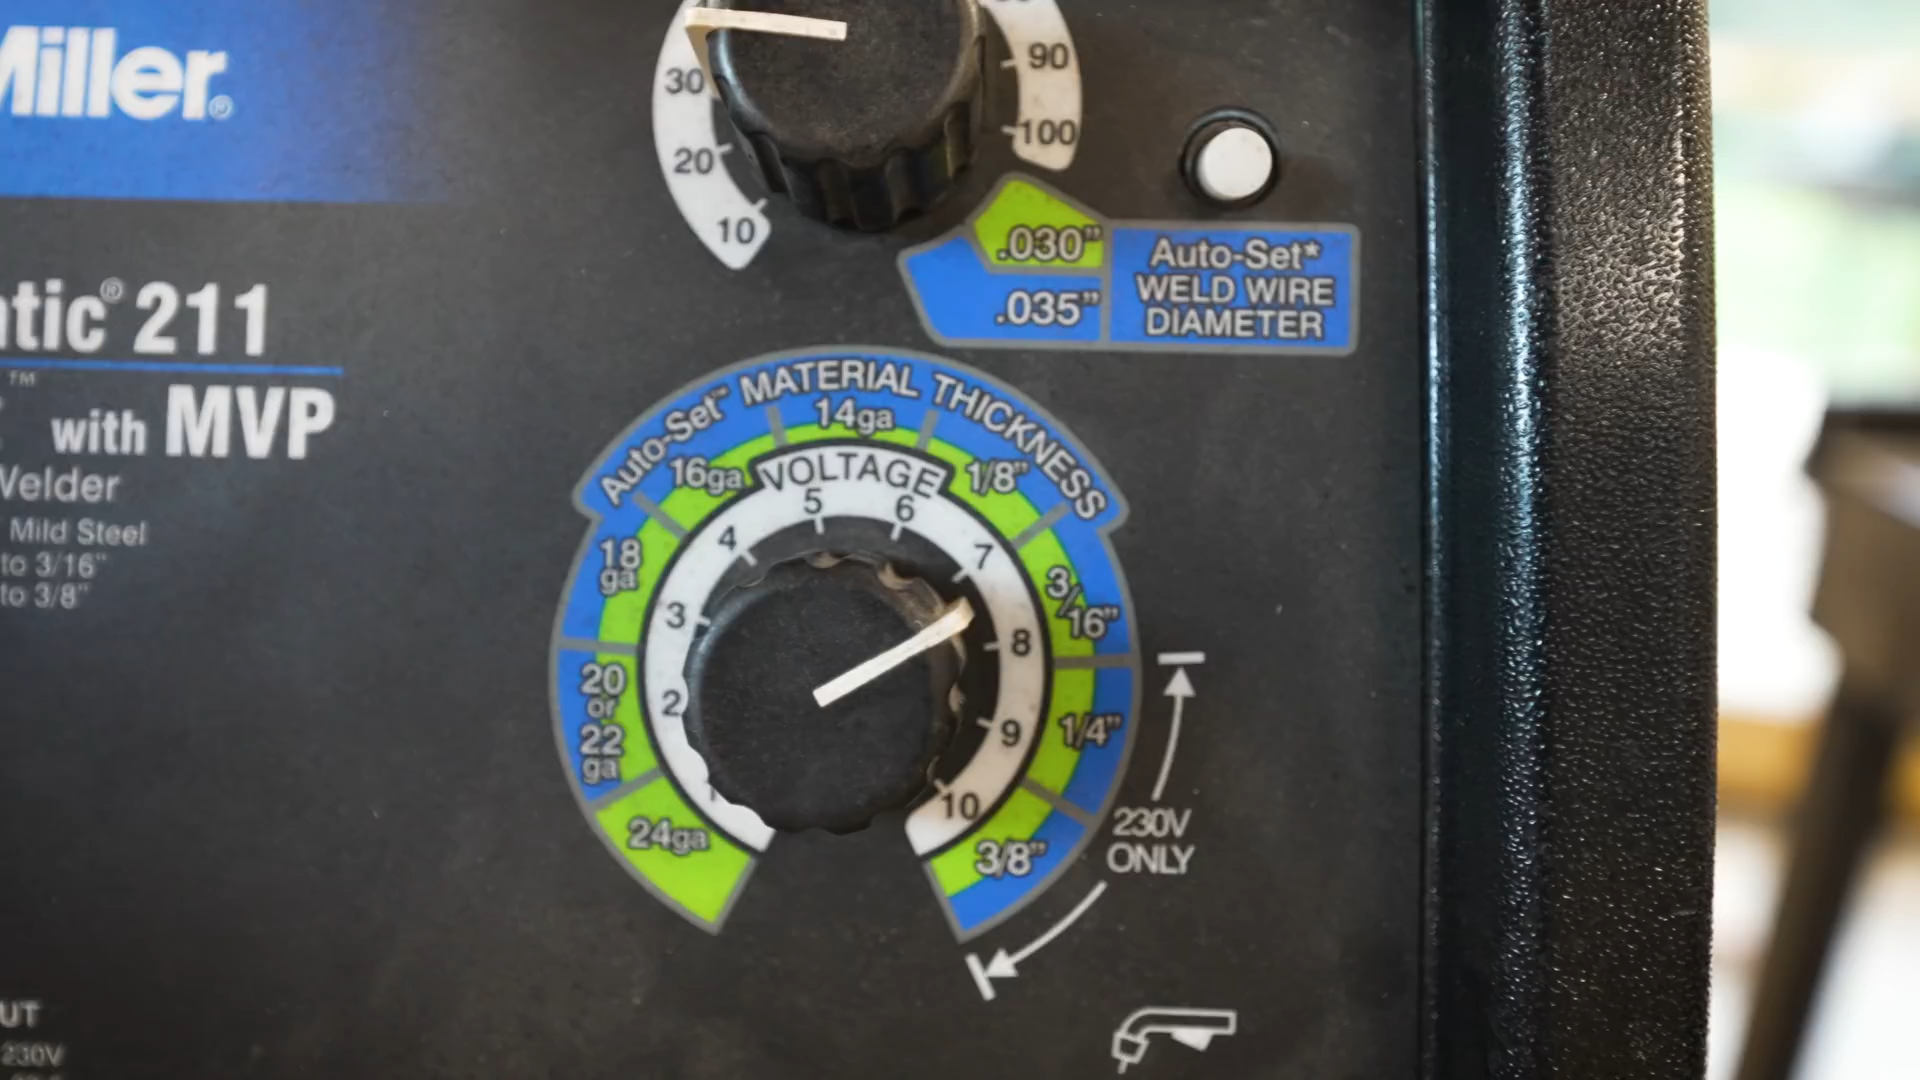 Miller®
30
20
10
90
100
.030"
.035"
Auto-Set*
WELD WIRE
DIAMETER
atic® 211
™
with MVP
Welder
Mild Steel
to 3/16"
to 3/8"
Auto-Set™ MATERIAL THICKNESS
24ga
20
or
22
ga
18
ga
16ga
14ga
1/8"
3/16"
1/4"
3/8"
VOLTAGE
1
2
3
4
5
6
7
8
9
10
230V
ONLY
UT
230V